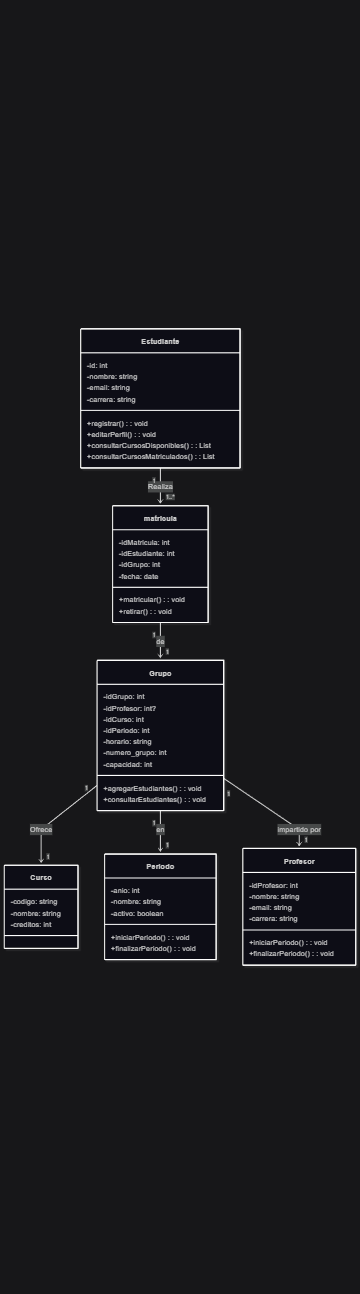 Estudiante
-id: int
-nombre: string
-email: string
-carrera: string
+registrar() : : void
+editarPerfil() : : void
+consultarCursosDisponibles() : : List
+consultarCursosMatriculados() : : List
1
Realiza
1..*
matricula
-idMatricula: int
-idEstudiante: int
-idGrupo: int
-fecha: date
+matricular() : : void
+retirar() : : void
1
de
1
Grupo
-idGrupo: int
-idProfesor: int?
-idCurso: int
-idPeriodo: int
-horario: string
-numero_grupo: int
-capacidad: int
+agregarEstudiantes() : : void
+consultarEstudiantes() : : void
1
1
1
Ofrece
en
impartido por
1
1
1
Curso
-codigo: string
-nombre: string
-creditos: int
Periodo
-anio: int
-nombre: string
-activo: boolean
+iniciarPeriodo() : : void
+finalizarPeriodo() : : void
Profesor
-idProfesor: int
-nombre: string
-email: string
-carrera: string
+iniciarPeriodo() : : void
+finalizarPeriodo() : : void